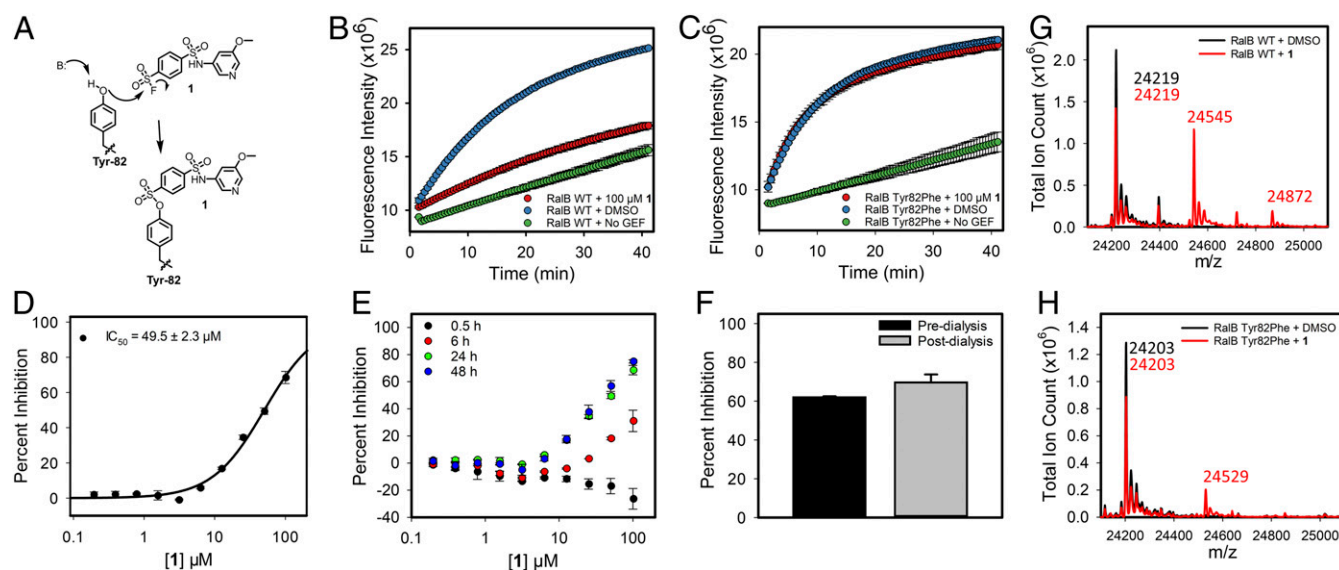 A
B:
H
O
O
S
O
F
O
O
S
HN
O
N
1
Tyr-82
O
O
S
HN
O
N
O
S
O
O
1
Tyr-82
B
Fluorescence Intensity (x10⁶)
25
20
15
10
RalB WT + 100 µM 1
RalB WT + DMSO
RalB WT + No GEF
0 10 20 30 40
Time (min)
C
Fluorescence Intensity (x10⁶)
20
15
10
RalB Tyr82Phe + 100 µM 1
RalB Tyr82Phe + DMSO
RalB Tyr82Phe + No GEF
0 10 20 30 40
Time (min)
G
Total Ion Count (x10⁶)
2.0
1.5
1.0
0.5
0.0
RalB WT + DMSO
RalB WT + 1
24219
24219
24545
24872
24200 24400 24600 24800 25000
m/z
D
Percent Inhibition
100
80
60
40
20
0
IC₅₀ = 49.5 ± 2.3 µM
0.1 1 10 100
[1] µM
E
Percent Inhibition
100
80
60
40
20
0
-20
-40
0.5 h
6 h
24 h
48 h
0.1 1 10 100
[1] µM
F
Percent Inhibition
100
80
60
40
20
0
Pre-dialysis
Post-dialysis
H
Total Ion Count (x10⁶)
1.4
1.2
1.0
0.8
0.6
0.4
0.2
0.0
RalB Tyr82Phe + DMSO
RalB Tyr82Phe + 1
24203
24203
24529
24200 24400 24600 24800 25000
m/z